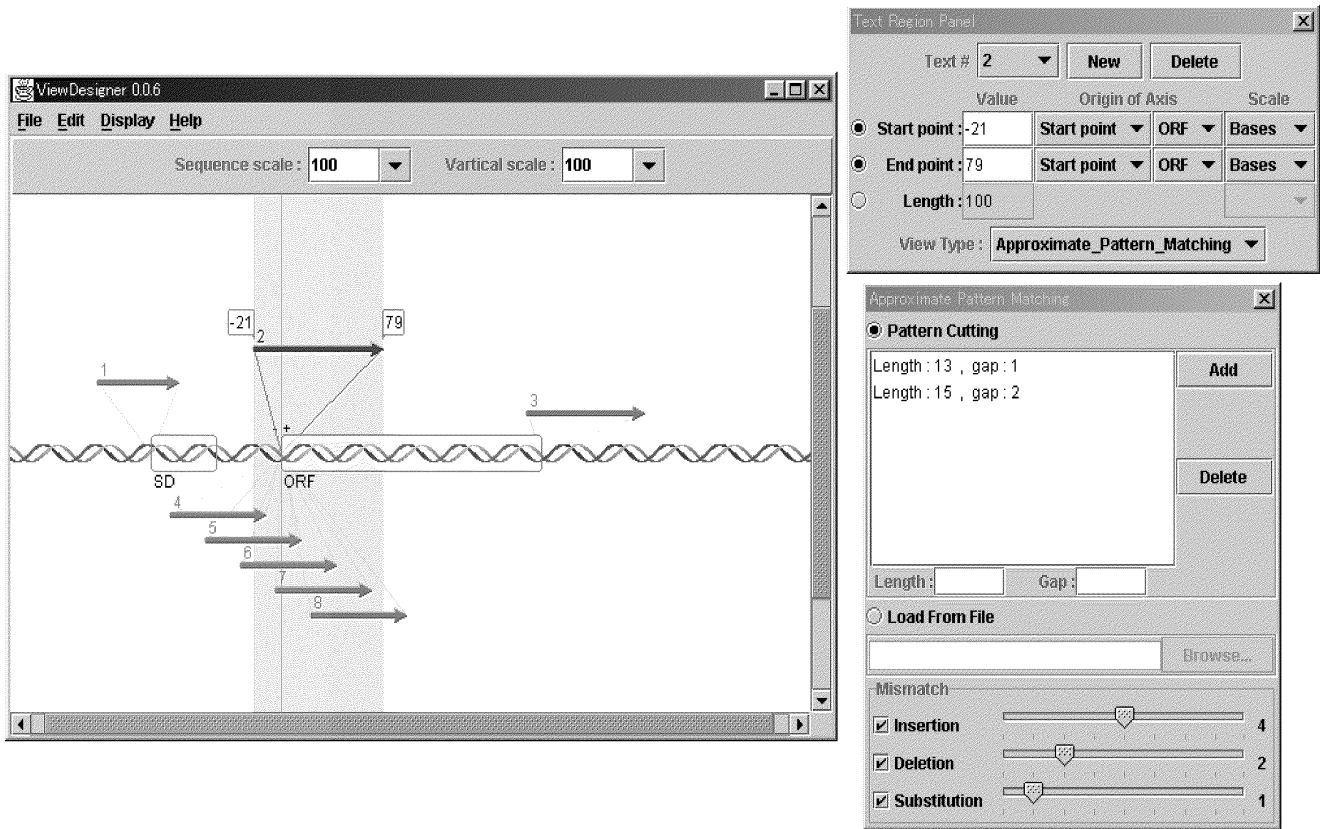 ViewDesigner 0.0.6
File Edit Display Help
Sequence scale : 100 Vartical scale : 100
-21 2 79
1
3
- +
SD ORF
4
5
6
7
8
Text Region Panel
Text # 2 New Delete
Value Origin of Axis Scale
Start point : -21 Start point ORF Bases
End point : 79 Start point ORF Bases
Length : 100
View Type : Approximate_Pattern_Matching
Approximate Pattern Matching
Pattern Cutting
Length : 13 , gap : 1
Length : 15 , gap : 2
Add
Delete
Length : Gap :
Load From File
Browse...
Mismatch
Insertion 4
Deletion 2
Substitution 1